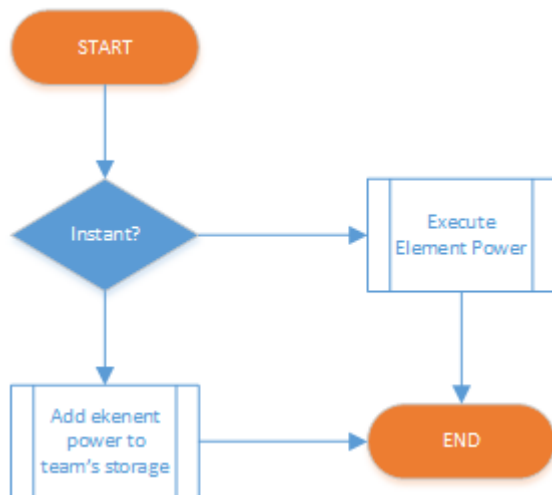 START
Instant?
Execute
Element Power
Add ekenent
power to
team's storage
END